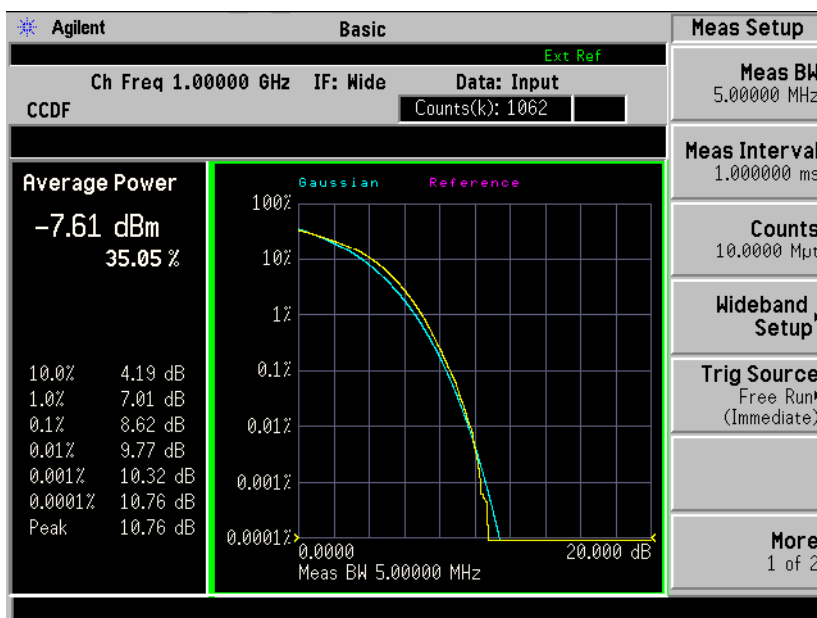 Agilent Basic Meas Setup
Ext Ref
Ch Freq 1.00000 GHz IF: Wide Data: Input
CCDF Counts(k): 1062
Meas BW
5.00000 MHz
Meas Interval
1.000000 ms
Counts
10.0000 Mpt
Wideband
Setup
Trig Source
Free Run
(Immediate)
More
1 of 2
Average Power
-7.61 dBm
35.05 %
10.0% 4.19 dB
1.0% 7.01 dB
0.1% 8.62 dB
0.01% 9.77 dB
0.001% 10.32 dB
0.0001% 10.76 dB
Peak 10.76 dB
Gaussian Reference
100%
10%
1%
0.1%
0.01%
0.001%
0.0001%
0.0000 20.000 dB
Meas BW 5.00000 MHz